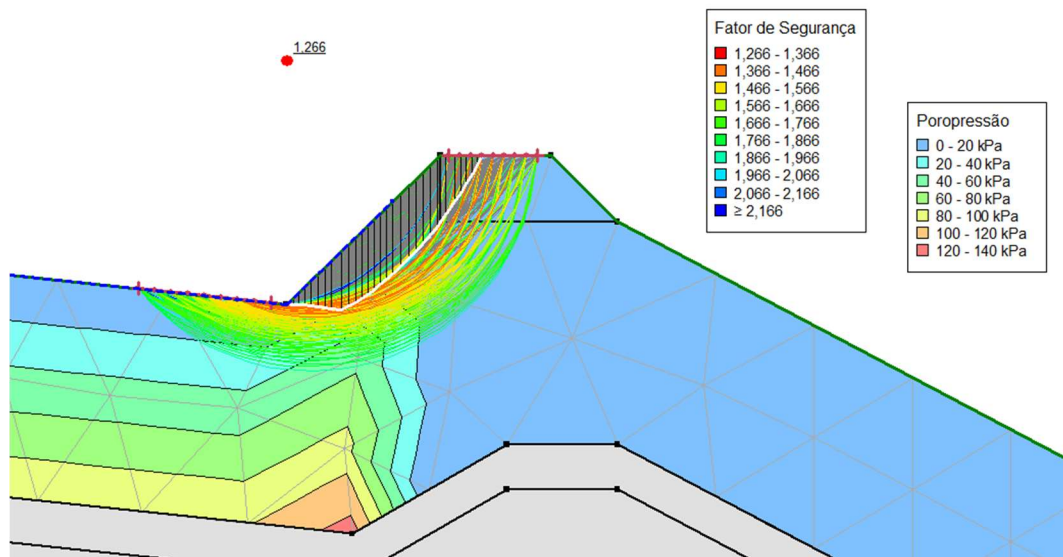 1,266
Fator de Segurança
1,266 - 1,366
1,366 - 1,466
1,466 - 1,566
1,566 - 1,666
1,666 - 1,766
1,766 - 1,866
1,866 - 1,966
1,966 - 2,066
2,066 - 2,166
≥ 2,166
Poropressão
0 - 20 kPa
20 - 40 kPa
40 - 60 kPa
60 - 80 kPa
80 - 100 kPa
100 - 120 kPa
120 - 140 kPa